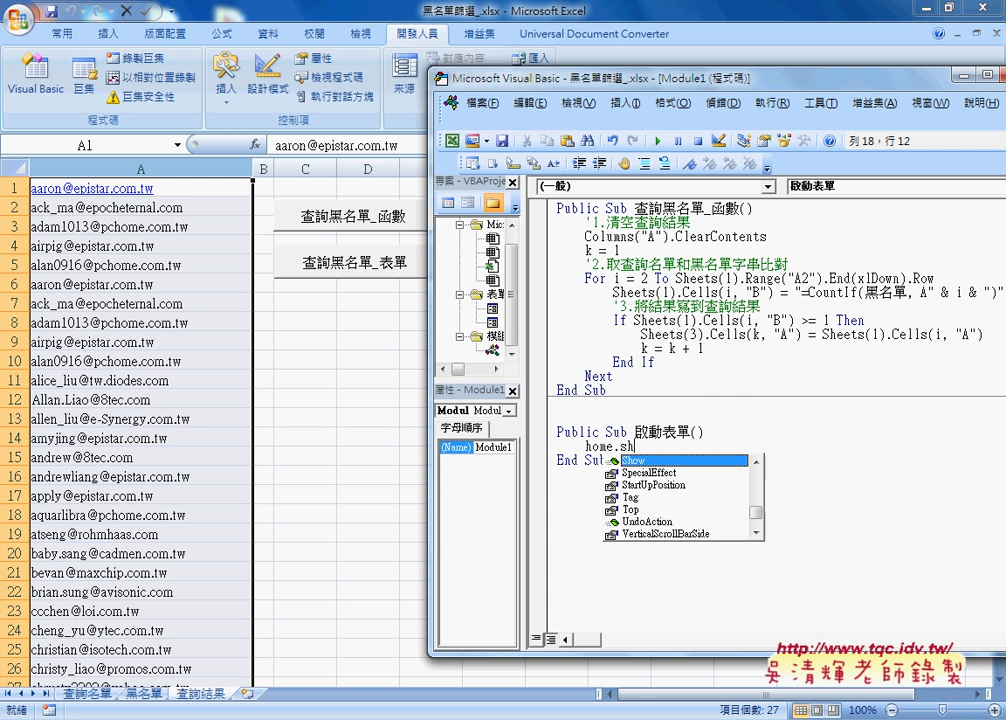 黑名單篩選_.xlsx - Microsoft Excel
常用 插入 版面配置 公式 資料 校閱 檢視 開發人員 增益集 Universal Document Converter
Visual Basic 巨集 錄製巨集 以相對位置錄製 巨集安全性
程式碼
插入 設計模式 屬性 檢視程式碼 執行對話方塊
控制項
來源 對應內容 匯入
A1 fx aaron@epistar.com.tw
A B C D
1 aaron@epistar.com.tw
2 ack_ma@epocheternal.com
3 adam1013@pchome.com.tw
4 airpig@epistar.com.tw
5 alan0916@pchome.com.tw
6 aaron@epistar.com.tw
7 ack_ma@epocheternal.com
8 adam1013@pchome.com.tw
9 airpig@epistar.com.tw
10 alan0916@pchome.com.tw
11 alice_liu@tw.diodes.com
12 Allan.Liao@8tec.com
13 allen_liu@e-Synergy.com.tw
14 amyjing@epistar.com.tw
15 andrew@8tec.com
16 andrewliang@epistar.com.tw
17 apply@epistar.com.tw
18 aquarlibra@pchome.com.tw
19 atseng@rohmhaas.com
20 baby.sang@cadmen.com.tw
21 bevan@maxchip.com.tw
22 brian.sung@avisonic.com
23 ccchen@loi.com.tw
24 cheng_yu@ytec.com.tw
25 christian@isotech.com.tw
26 christy_liao@promos.com.tw
查詢黑名單_函數
查詢黑名單_表單
查詢名單 黑名單 查詢結果
就緒 項目個數: 27 100%
Microsoft Visual Basic - 黑名單篩選_.xlsx - [Module1 (程式碼)]
檔案(F) 編輯(E) 檢視(V) 插入(I) 格式(O) 偵錯(D) 執行(R) 工具(T) 增益集(A) 視窗(W) 說明(H)
列 18，行 12
專案 - VBAProje
Mic
表單
模組
屬性 - Module1
Modul Modul
字母順序
(Name) Module1
(一般) 啟動表單
Public Sub 查詢黑名單_函數()
'1.清空查詢結果
Columns("A").ClearContents
k = 1
'2.取查詢名單和黑名單字串比對
For i = 2 To Sheets(1).Range("A2").End(xlDown).Row
Sheets(1).Cells(i, "B") = "=CountIf(黑名單, A" & i & ")"
'3.將結果寫到查詢結果
If Sheets(1).Cells(i, "B") >= 1 Then
Sheets(3).Cells(k, "A") = Sheets(1).Cells(i, "A")
k = k + 1
End If
Next
End Sub
Public Sub 啟動表單()
home.sh
End Sub
Show
SpecialEffect
StartUpPosition
Tag
Top
UndoAction
VerticalScrollBarSide
http://www.tqc.idv.tw/
吳清輝老師錄製